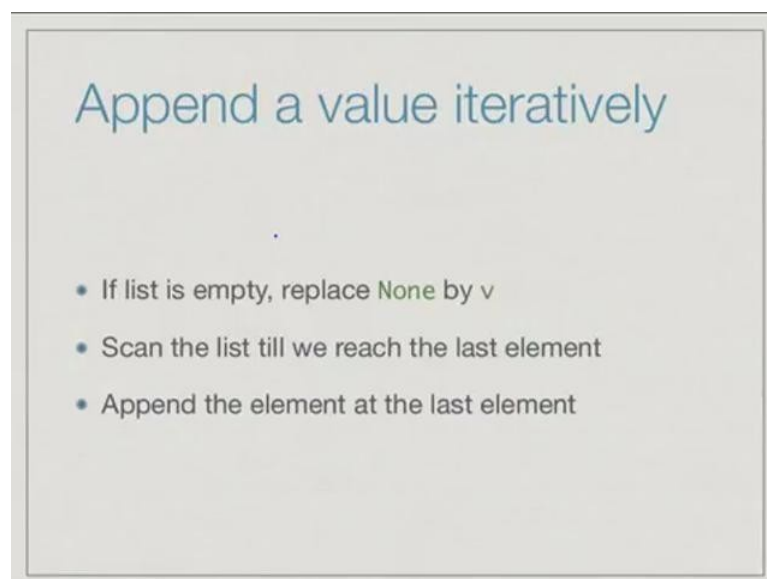 Append a value iteratively
• If list is empty, replace None by v
• Scan the list till we reach the last element
• Append the element at the last element